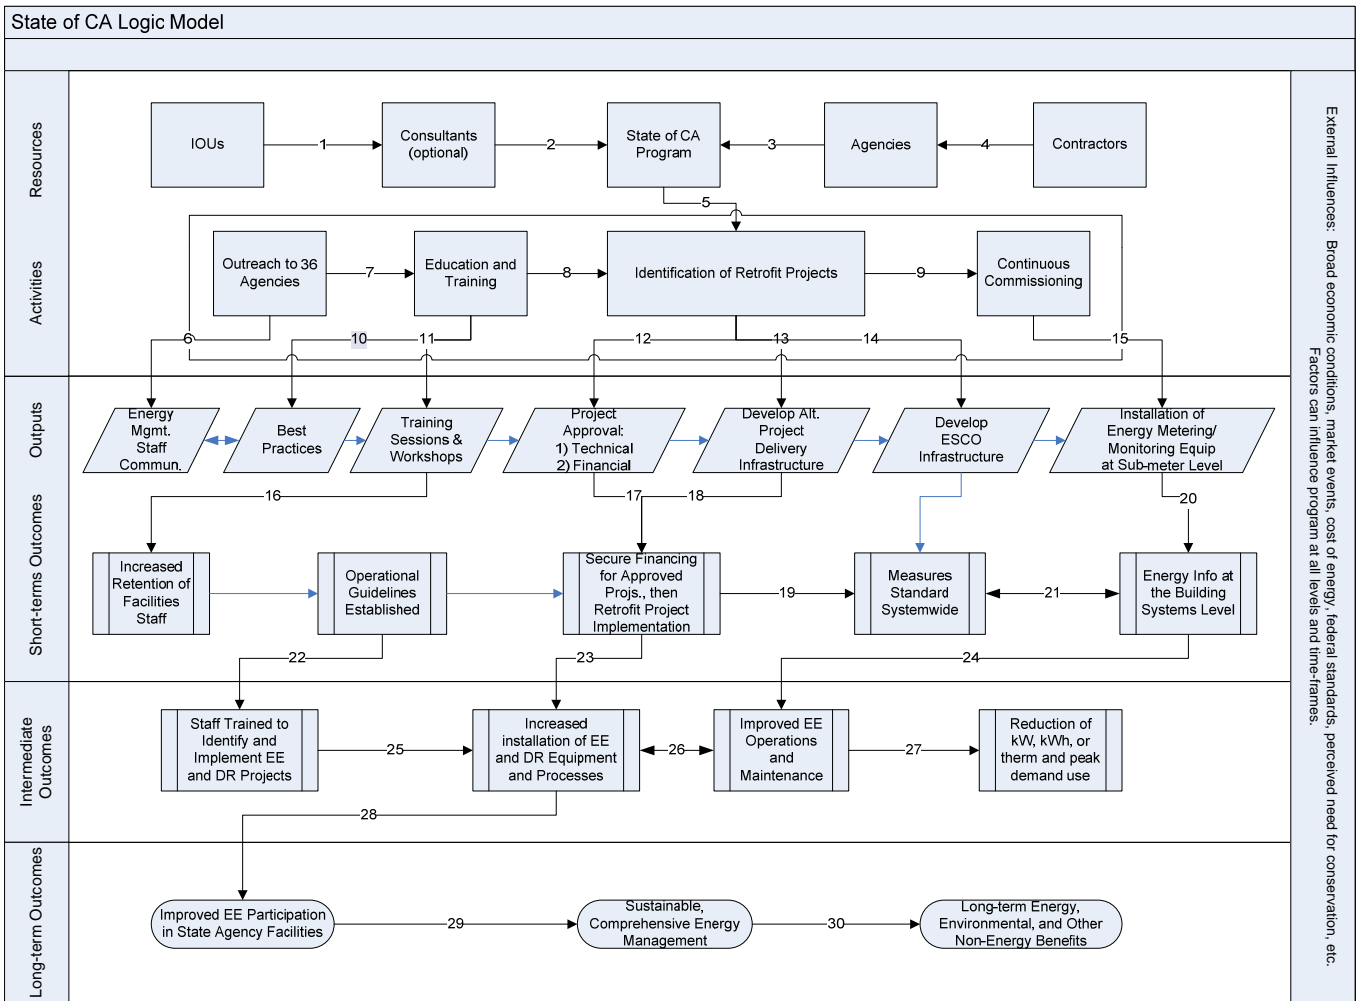 State of CA Logic Model
Resources
IOUs
1
Consultants
(optional)
2
State of CA
Program
3
Agencies
4
Contractors
5
Activities
Outreach to 36
Agencies
7
Education and
Training
8
Identification of Retrofit Projects
9
Continuous
Commissioning
6
10
11
12
13
14
15
Outputs
Energy
Mgmt.
Staff
Commun.
Best
Practices
Training
Sessions &
Workshops
Project
Approval:
1) Technical
2) Financial
Develop Alt.
Project
Delivery
Infrastructure
Develop
ESCO
Infrastructure
Installation of
Energy Metering/
Monitoring Equip
at Sub-meter Level
16
17
18
20
Short-terms Outcomes
Increased
Retention of
Facilities
Staff
Operational
Guidelines
Established
Secure Financing
for Approved
Projs., then
Retrofit Project
Implementation
19
Measures
Standard
Systemwide
21
Energy Info at
the Building
Systems Level
22
23
24
Intermediate
Outcomes
Staff Trained to
Identify and
Implement EE
and DR Projects
25
Increased
installation of EE
and DR Equipment
and Processes
26
Improved EE
Operations
and
Maintenance
27
Reduction of
kW, kWh, or
therm and peak
demand use
28
Long-term Outcomes
Improved EE Participation
in State Agency Facilities
29
Sustainable,
Comprehensive Energy
Management
30
Long-term Energy,
Environmental, and Other
Non-Energy Benefits
External Influences: Broad economic conditions, market events, cost of energy, federal standards, perceived need for conservation, etc.
Factors can influence program at all levels and time-frames.